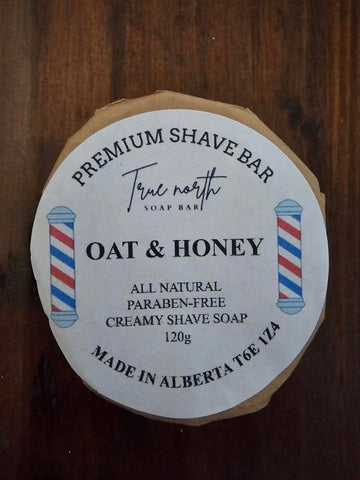 PREMIUM SHAVE BAR
True north
SOAP BAR
OAT & HONEY
ALL NATURAL
PARABEN-FREE
CREAMY SHAVE SOAP
120g
MADE IN ALBERTA T6E 1Z4